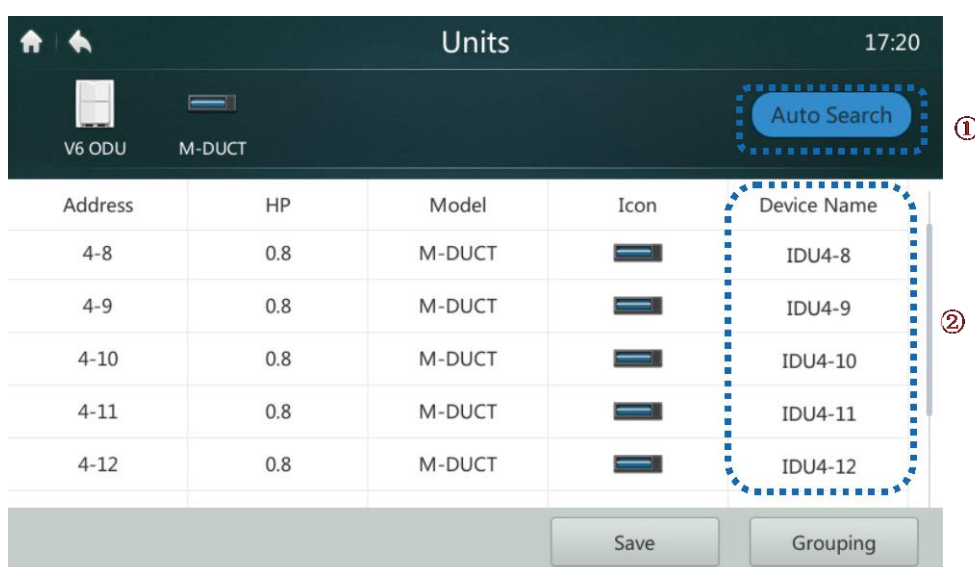 Units 17:20
Auto Search ①
V6 ODU M-DUCT
Address HP Model Icon Device Name
4-8 0.8 M-DUCT IDU4-8
4-9 0.8 M-DUCT IDU4-9
②
4-10 0.8 M-DUCT IDU4-10
4-11 0.8 M-DUCT IDU4-11
4-12 0.8 M-DUCT IDU4-12
Save Grouping